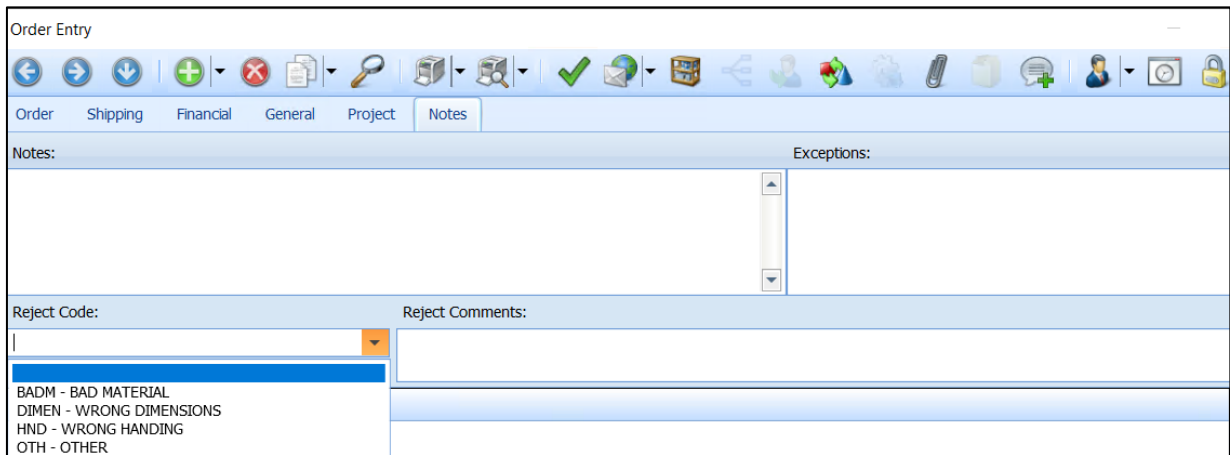 Order Entry
Order Shipping Financial General Project Notes
Notes: Exceptions:
Reject Code: Reject Comments:
BADM - BAD MATERIAL
DIMEN - WRONG DIMENSIONS
HND - WRONG HANDING
OTH - OTHER